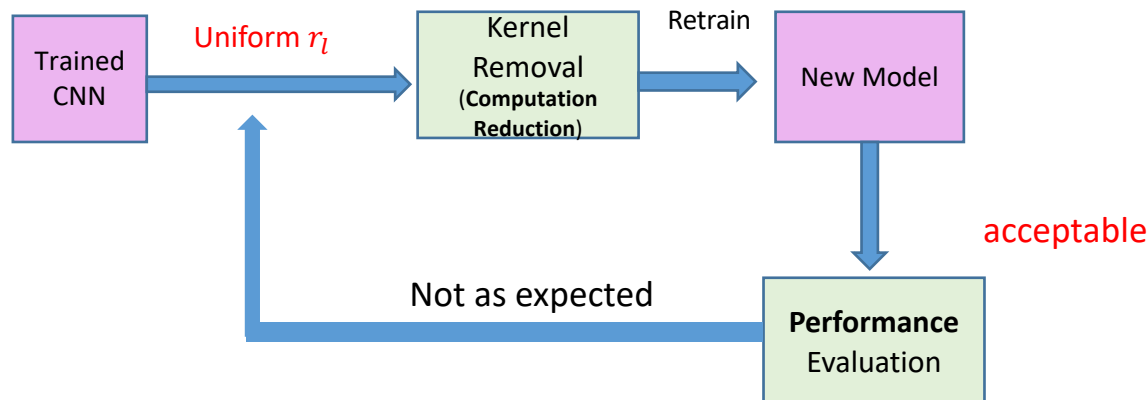 Trained
CNN
Uniform r_l
Kernel
Removal
(Computation
Reduction)
Retrain
New Model
acceptable
Not as expected
Performance
Evaluation